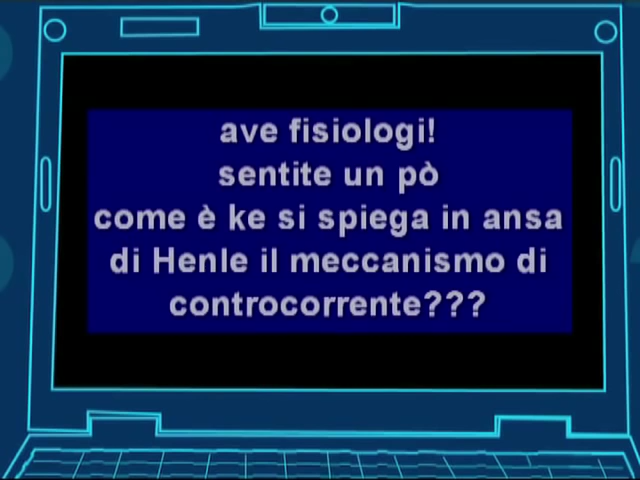 ave fisiologi!
sentite un pò
come è ke si spiega in ansa
di Henle il meccanismo di
controcorrente???